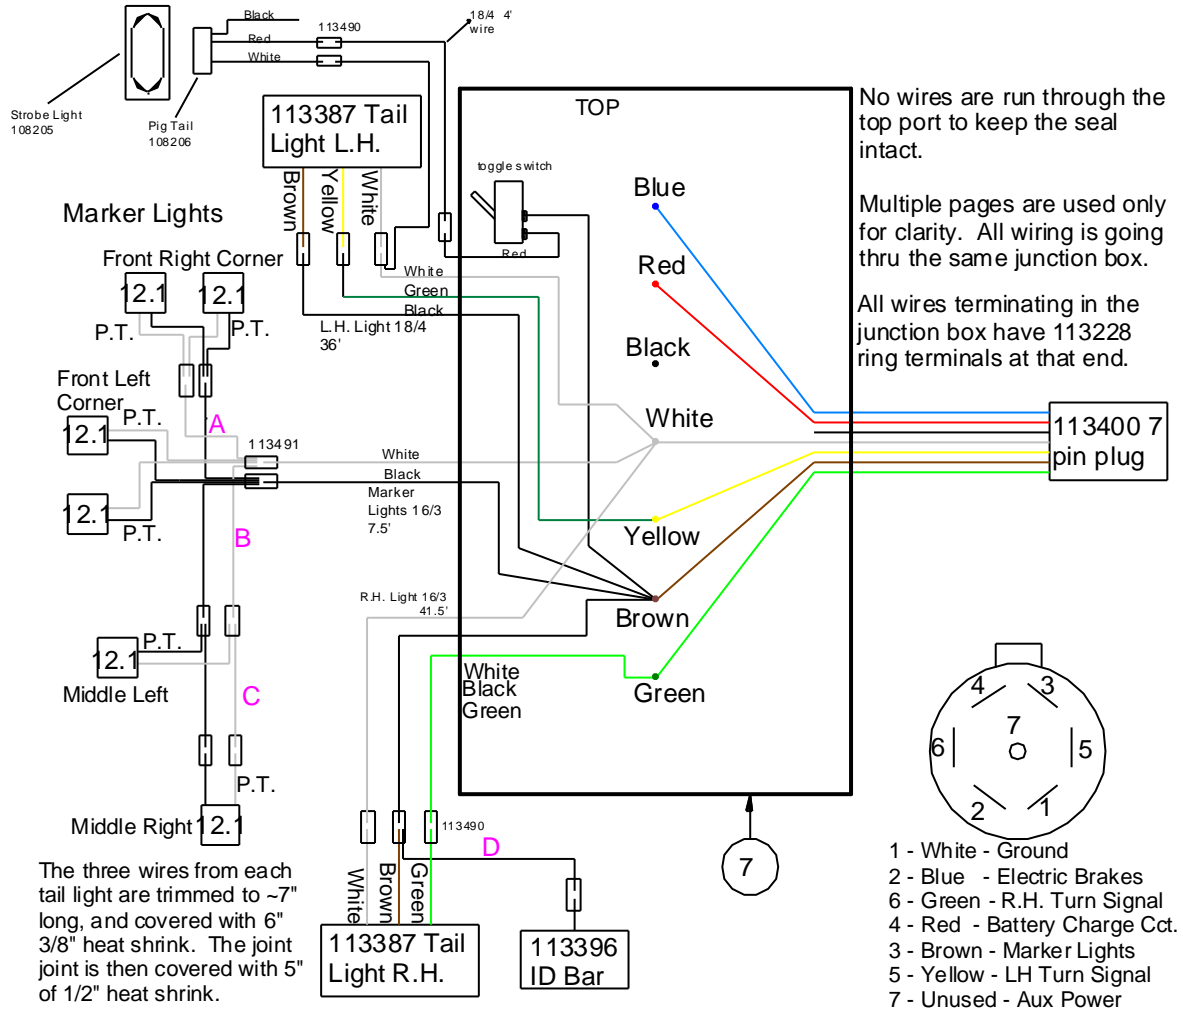 Black
Red
White
113490
18/4 4'
wire
Strobe Light
108205
Pig Tail
108206
113387 Tail
Light L.H.
Brown
Yellow
White
TOP
toggle switch
Red
Blue
Red
Black
White
Yellow
Brown
Green
No wires are run through the
top port to keep the seal
intact.
Multiple pages are used only
for clarity. All wiring is going
thru the same junction box.
All wires terminating in the
junction box have 113228
ring terminals at that end.
Marker Lights
Front Right Corner
12.1
12.1
P.T.
P.T.
White
Green
Black
L.H. Light 18/4
36'
Front Left
Corner
P.T.
12.1
A
113491
White
Black
Marker
Lights 16/3
7.5'
12.1
P.T.
B
113400 7
pin plug
R.H. Light 16/3
41.5'
P.T.
12.1
Middle Left
C
White
Black
Green
P.T.
Middle Right
12.1
113490
D
White
Brown
Green
113387 Tail
Light R.H.
113396
ID Bar
7
The three wires from each
tail light are trimmed to ~7"
long, and covered with 6"
3/8" heat shrink. The joint
joint is then covered with 5"
of 1/2" heat shrink.
4
3
7
6
5
2
1
1 - White - Ground
2 - Blue - Electric Brakes
6 - Green - R.H. Turn Signal
4 - Red - Battery Charge Cct.
3 - Brown - Marker Lights
5 - Yellow - LH Turn Signal
7 - Unused - Aux Power